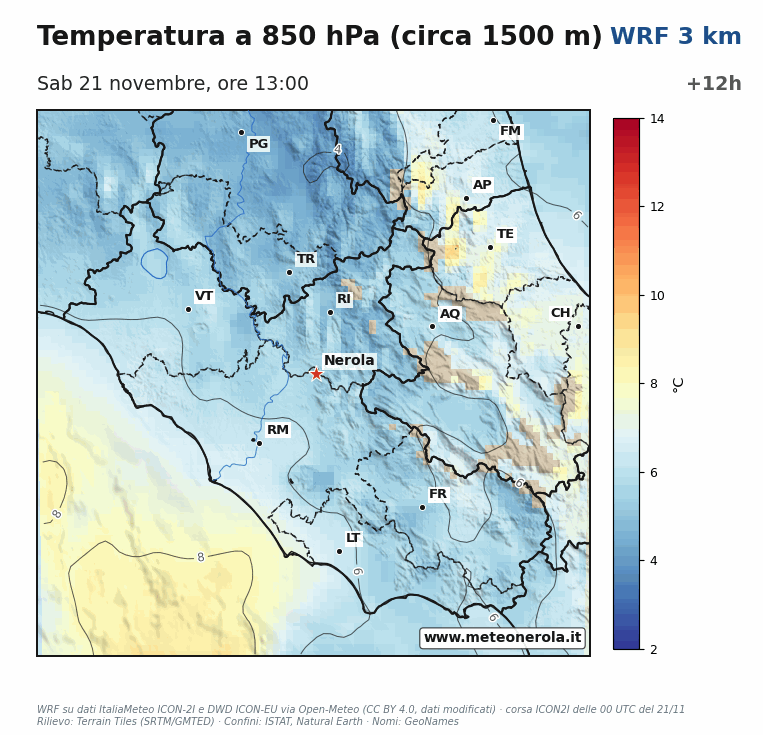 Temperatura a 850 hPa (circa 1500 m) WRF 3 km
Sab 21 novembre, ore 13:00 +12h
FM
PG
4
AP
6
TE
TR
VT
RI
AQ
CH
Nerola
RM
6
8
FR
8
LT
6
6
www.meteonerola.it
14
12
10
8
6
4
2
°C
WRF su dati ItaliaMeteo ICON-2I e DWD ICON-EU via Open-Meteo (CC BY 4.0, dati modificati) · corsa ICON2I delle 00 UTC del 21/11
Rilievo: Terrain Tiles (SRTM/GMTED) · Confini: ISTAT, Natural Earth · Nomi: GeoNames